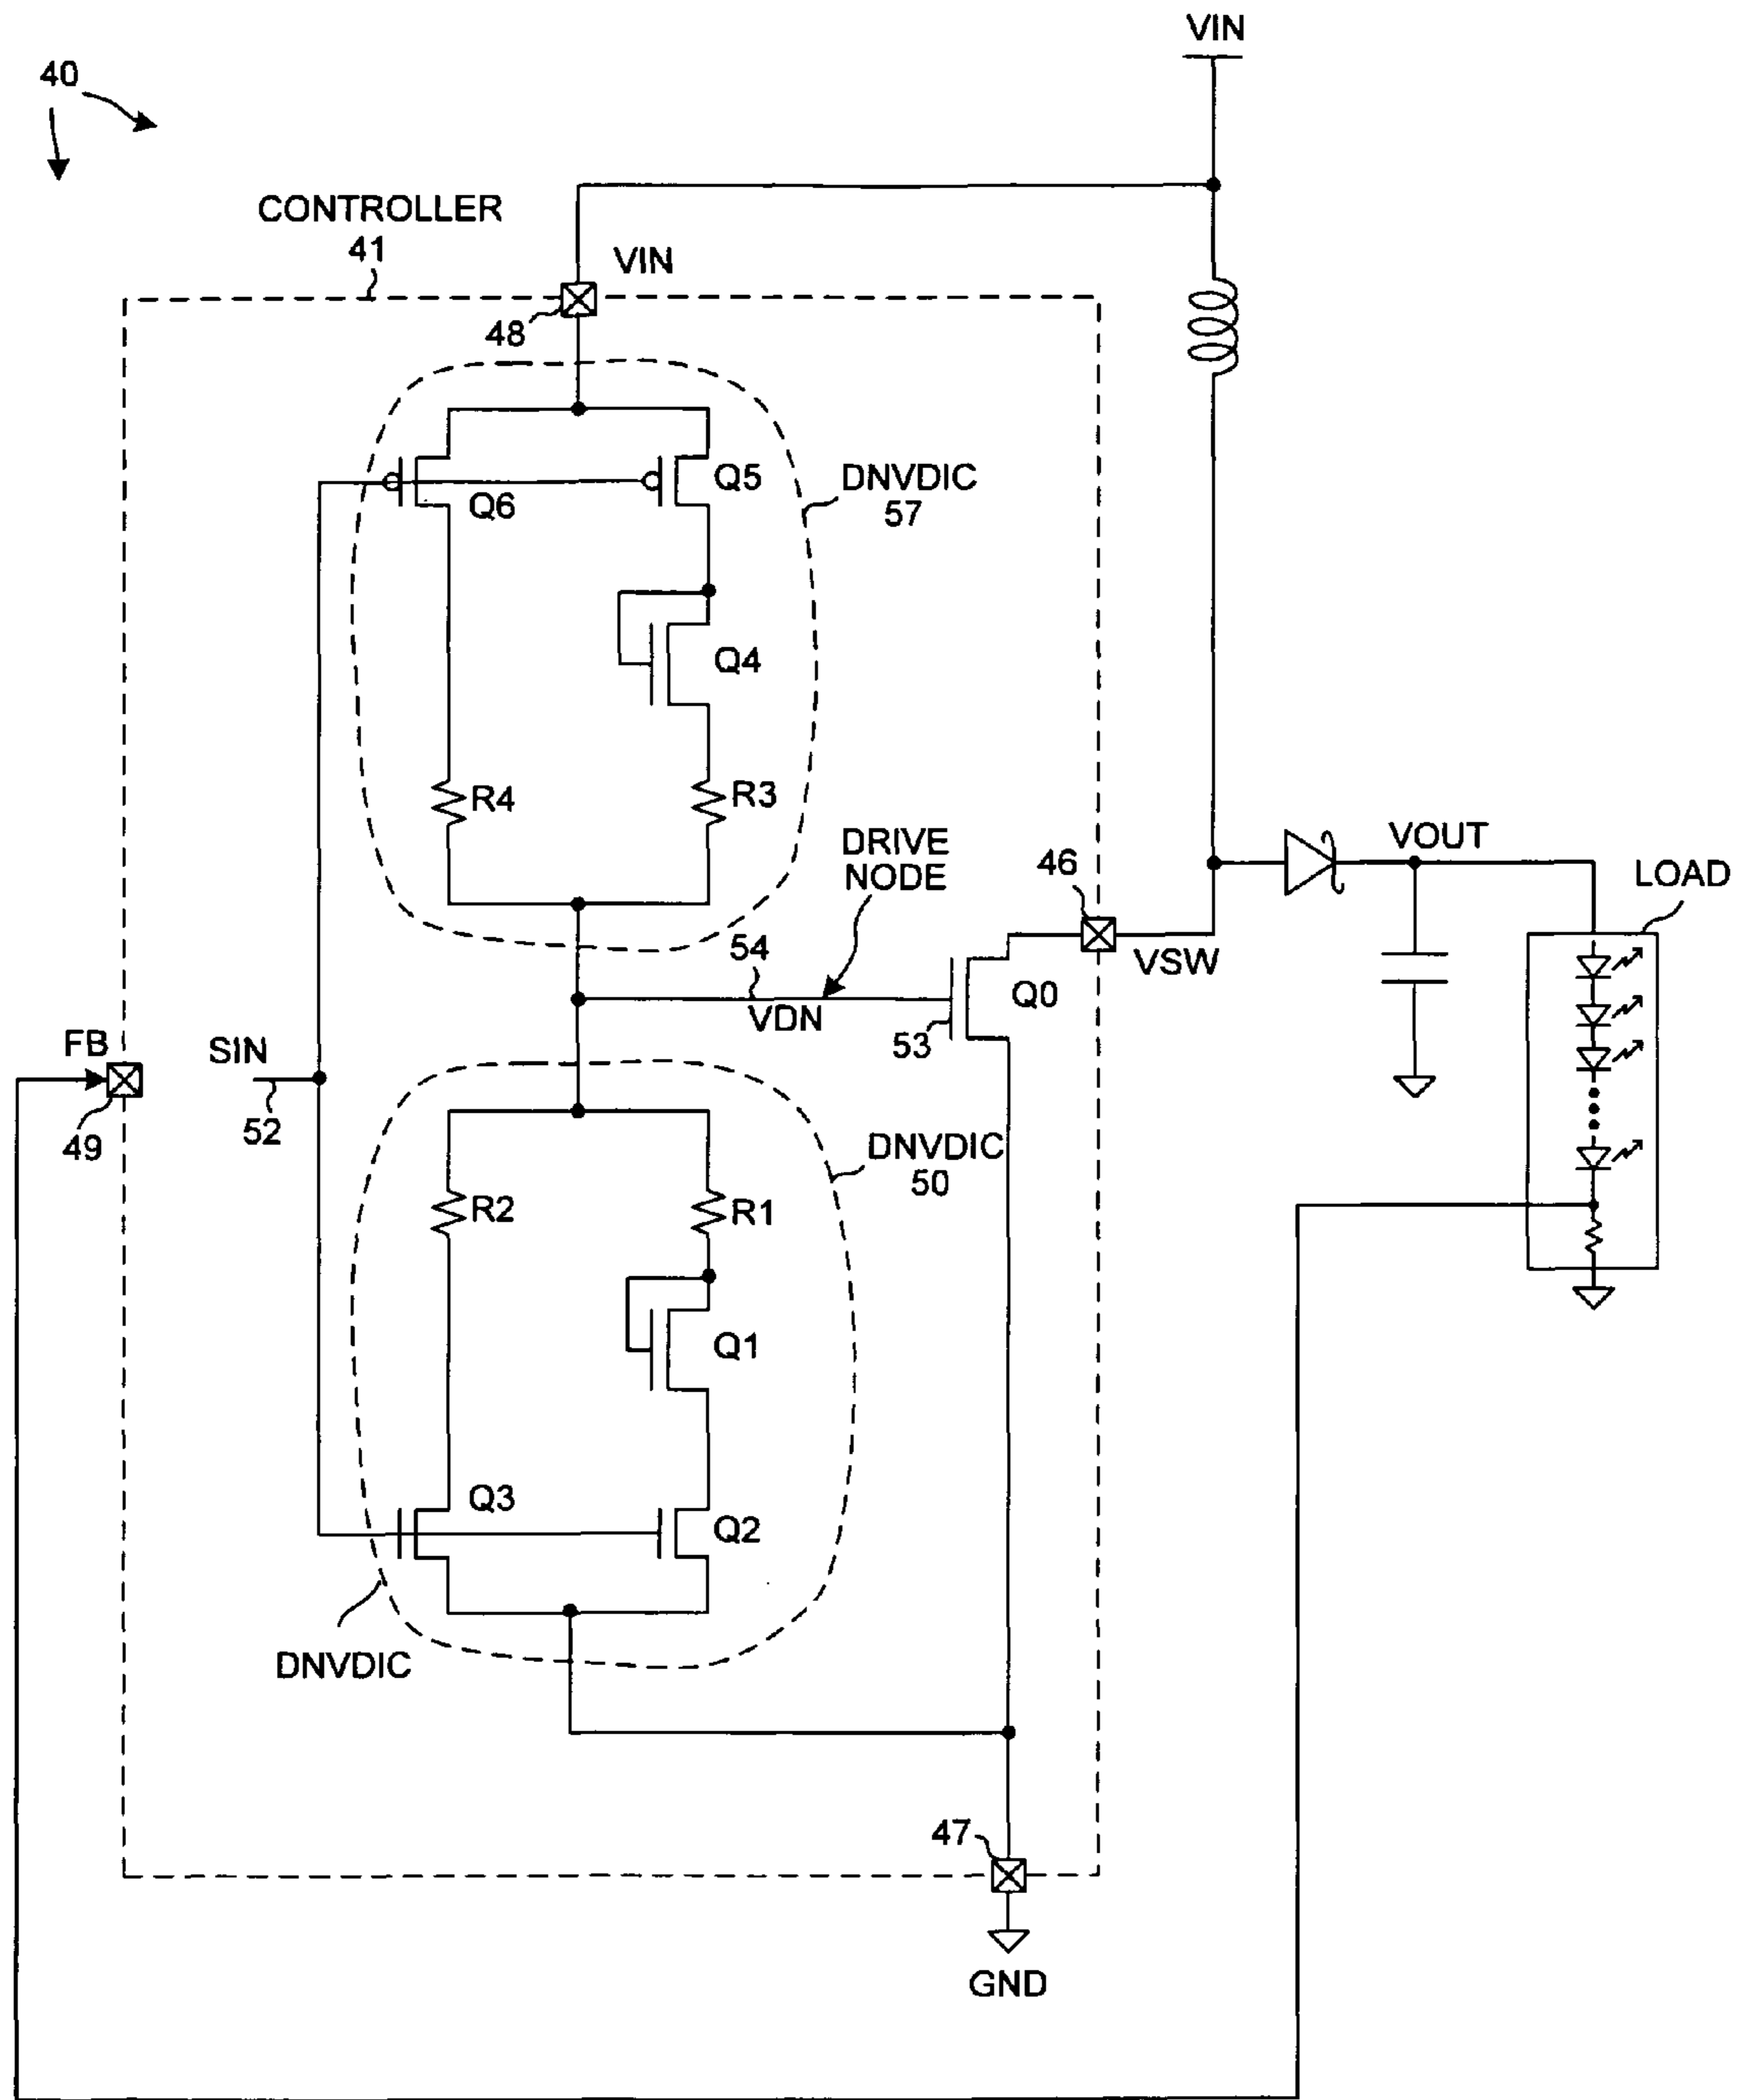 VIN
40
CONTROLLER
41
VIN
48
Q5
Q6
DNVDIC
57
Q4
R4
R3
DRIVE
NODE
VOUT
46
LOAD
54
VSW
Q0
VDN
53
FB
SIN
49
52
DNVDIC
50
R2
R1
Q1
Q3
Q2
DNVDIC
47
GND